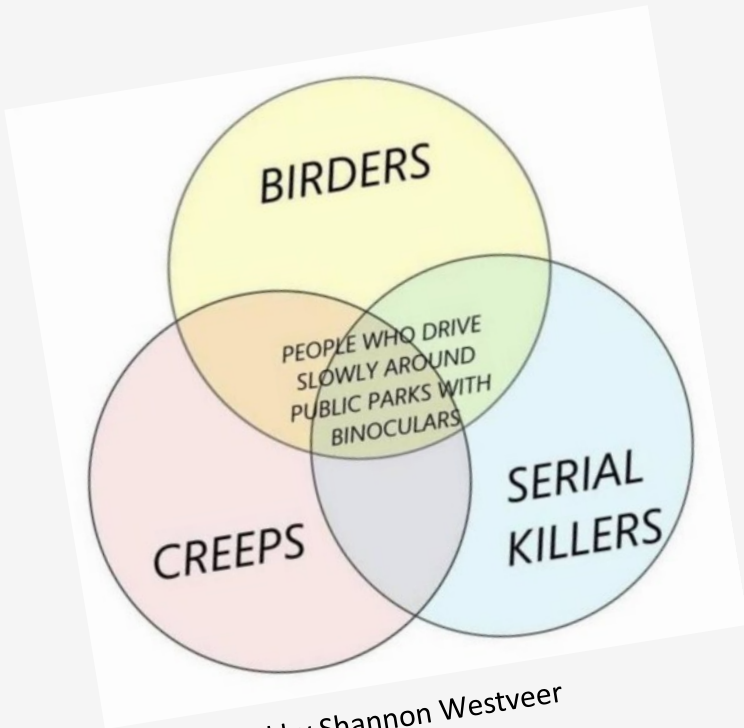 BIRDERS
PEOPLE WHO DRIVE
SLOWLY AROUND
PUBLIC PARKS WITH
BINOCULARS
CREEPS
SERIAL
KILLERS
Shannon Westveer